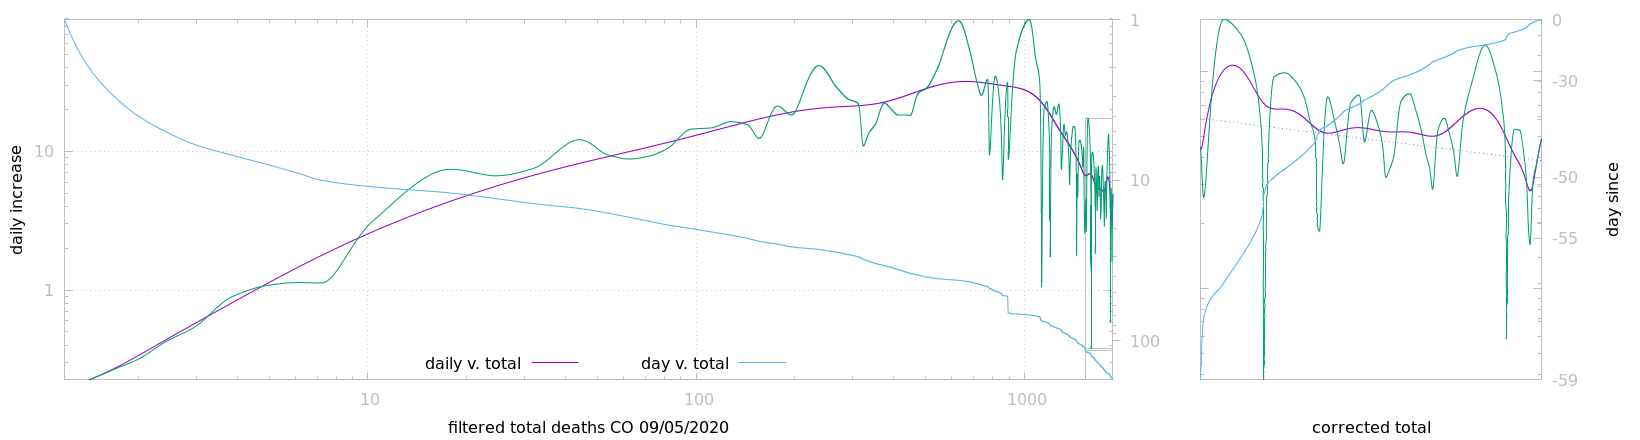 daily increase
10
1
daily v. total
day v. total
10
100
1000
filtered total deaths CO 09/05/2020
1
10
100
0
-30
-50
-55
-59
day since
corrected total